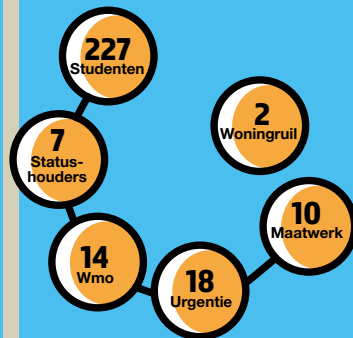 227
Studenten
2
Woningruil
7
Status-
houders
10
Maatwerk
14
Wmo
18
Urgentie